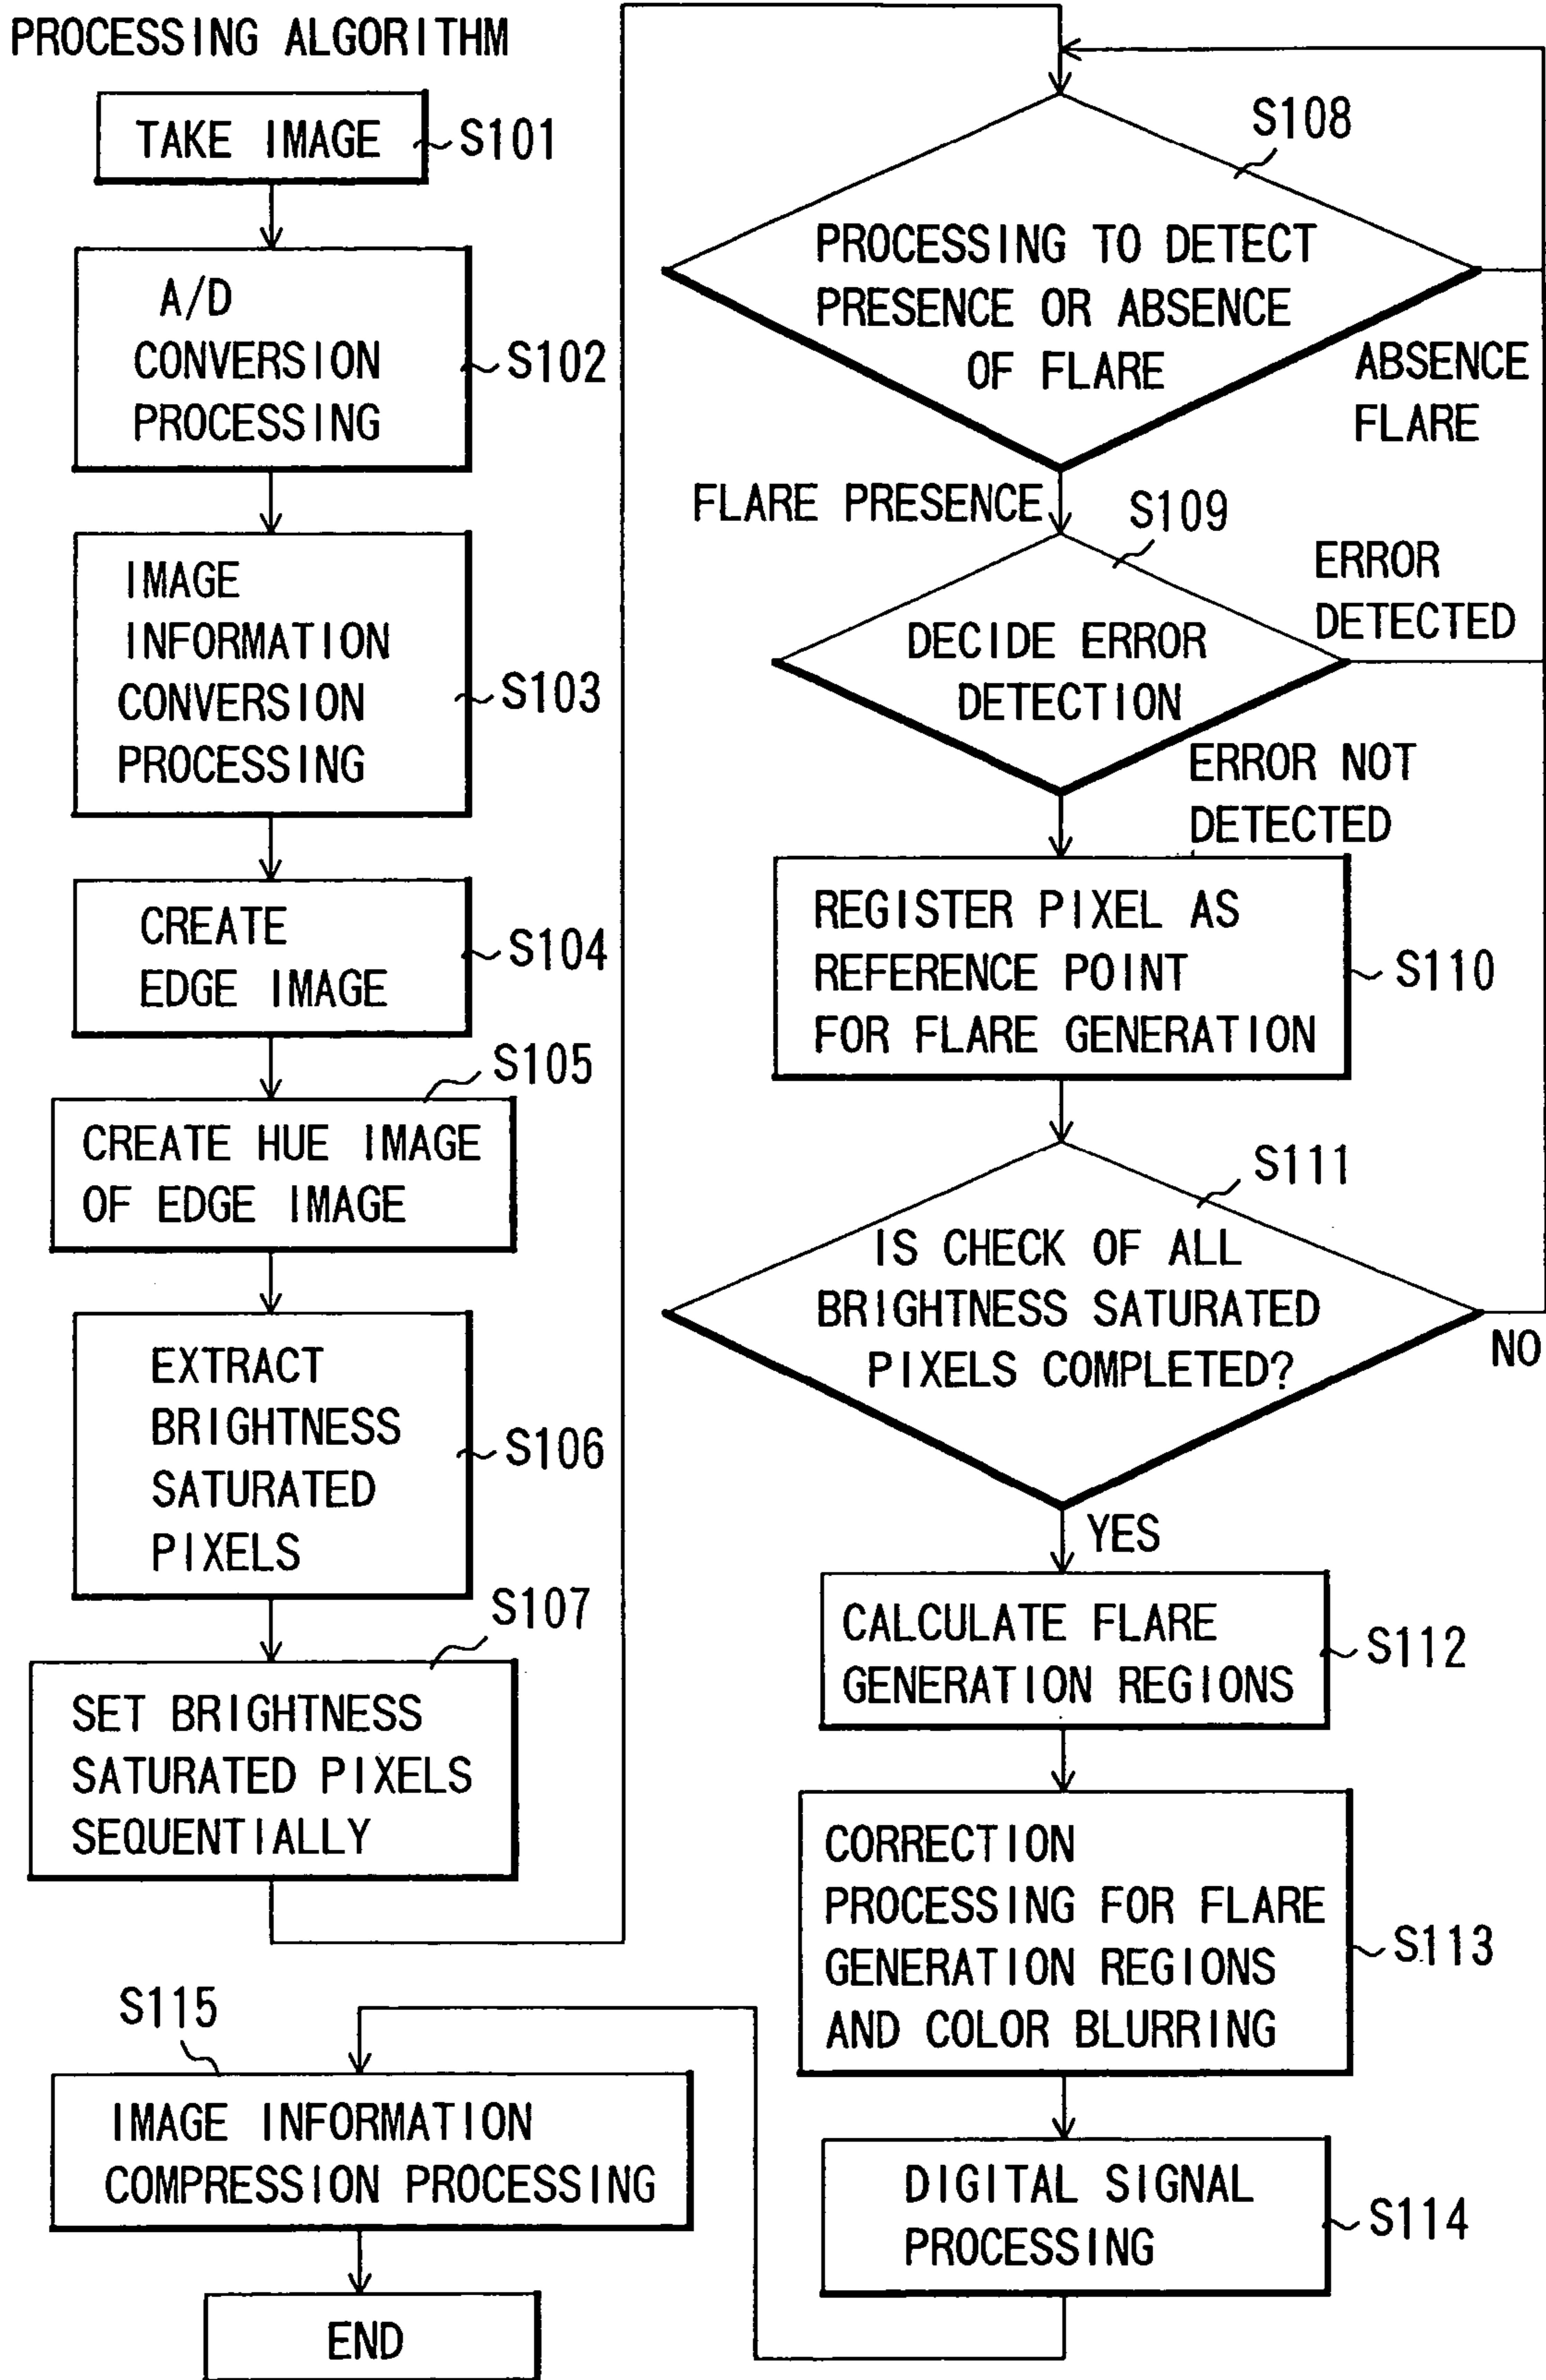 PROCESSING ALGORITHM
TAKE IMAGE
S101
A/D
CONVERSION
PROCESSING
S102
IMAGE
INFORMATION
CONVERSION
PROCESSING
S103
CREATE
EDGE IMAGE
S104
S105
CREATE HUE IMAGE
OF EDGE IMAGE
EXTRACT
BRIGHTNESS
SATURATED
PIXELS
S106
S107
SET BRIGHTNESS
SATURATED PIXELS
SEQUENTIALLY
S108
PROCESSING TO DETECT
PRESENCE OR ABSENCE
OF FLARE
ABSENCE
FLARE
FLARE PRESENCE
S109
DECIDE ERROR
DETECTION
ERROR
DETECTED
ERROR NOT
DETECTED
REGISTER PIXEL AS
REFERENCE POINT
FOR FLARE GENERATION
S110
S111
IS CHECK OF ALL
BRIGHTNESS SATURATED
PIXELS COMPLETED?
NO
YES
CALCULATE FLARE
GENERATION REGIONS
S112
CORRECTION
PROCESSING FOR FLARE
GENERATION REGIONS
AND COLOR BLURRING
S113
DIGITAL SIGNAL
PROCESSING
S114
S115
IMAGE INFORMATION
COMPRESSION PROCESSING
END